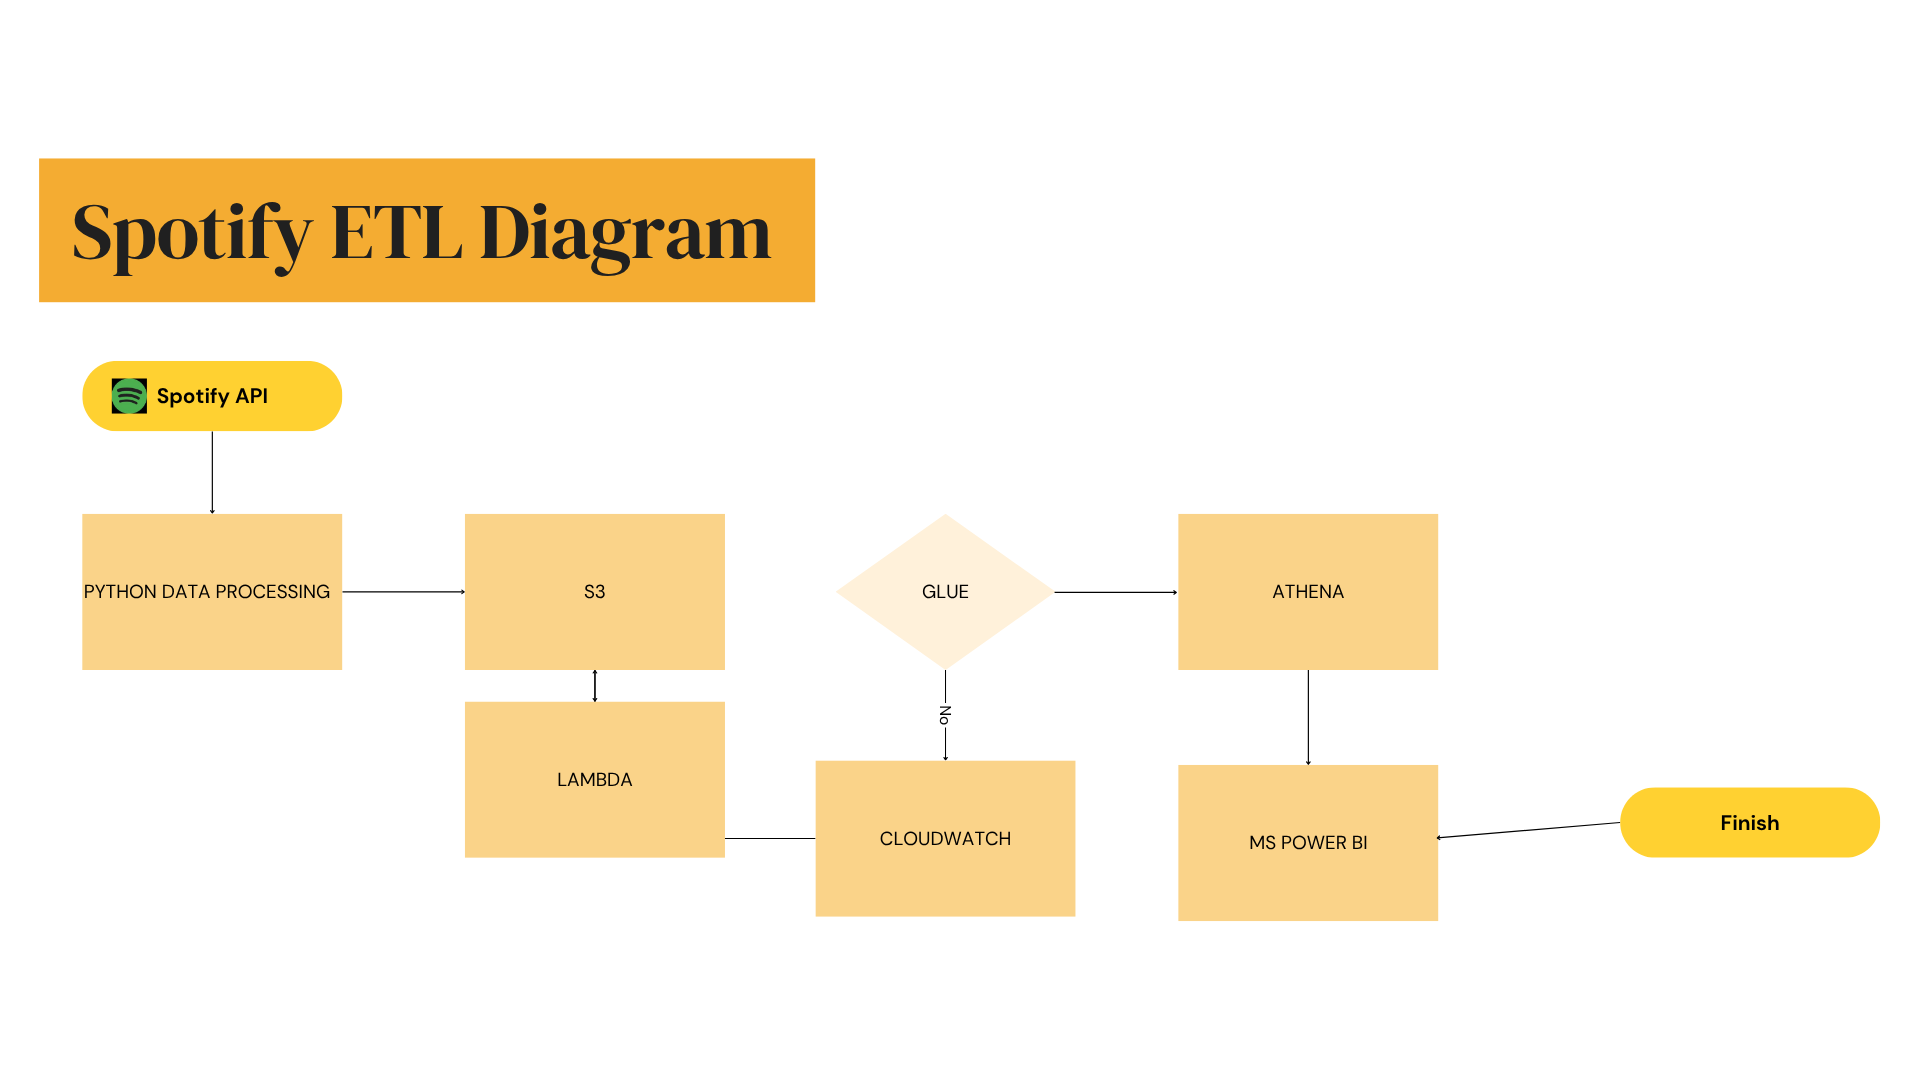 Spotify ETL Diagram
Spotify API
PYTHON DATA PROCESSING
S3
GLUE
ATHENA
No
LAMBDA
CLOUDWATCH
MS POWER BI
Finish